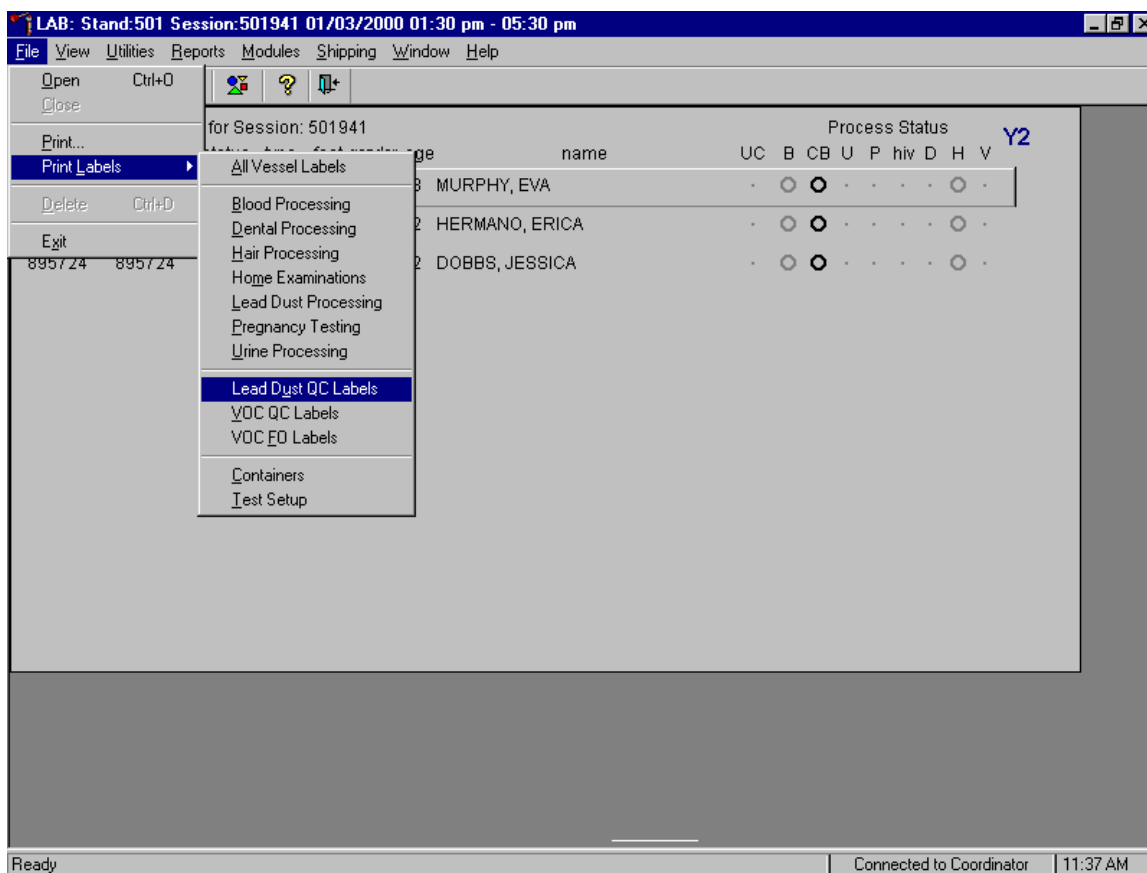 LAB: Stand:501 Session:501941 01/03/2000 01:30 pm - 05:30 pm
File View Utilities Reports Modules Shipping Window Help
Open Ctrl+O
Close
Print...
Print Labels
Delete Ctrl+D
Exit
for Session: 501941 Process Status Y2
name UC B CB U P hiv D H V
MURPHY, EVA
HERMANO, ERICA
895724 895724 2 DOBBS, JESSICA
All Vessel Labels
Blood Processing
Dental Processing
Hair Processing
Home Examinations
Lead Dust Processing
Pregnancy Testing
Urine Processing
Lead Dust QC Labels
VOC QC Labels
VOC FO Labels
Containers
Test Setup
Ready Connected to Coordinator 11:37 AM